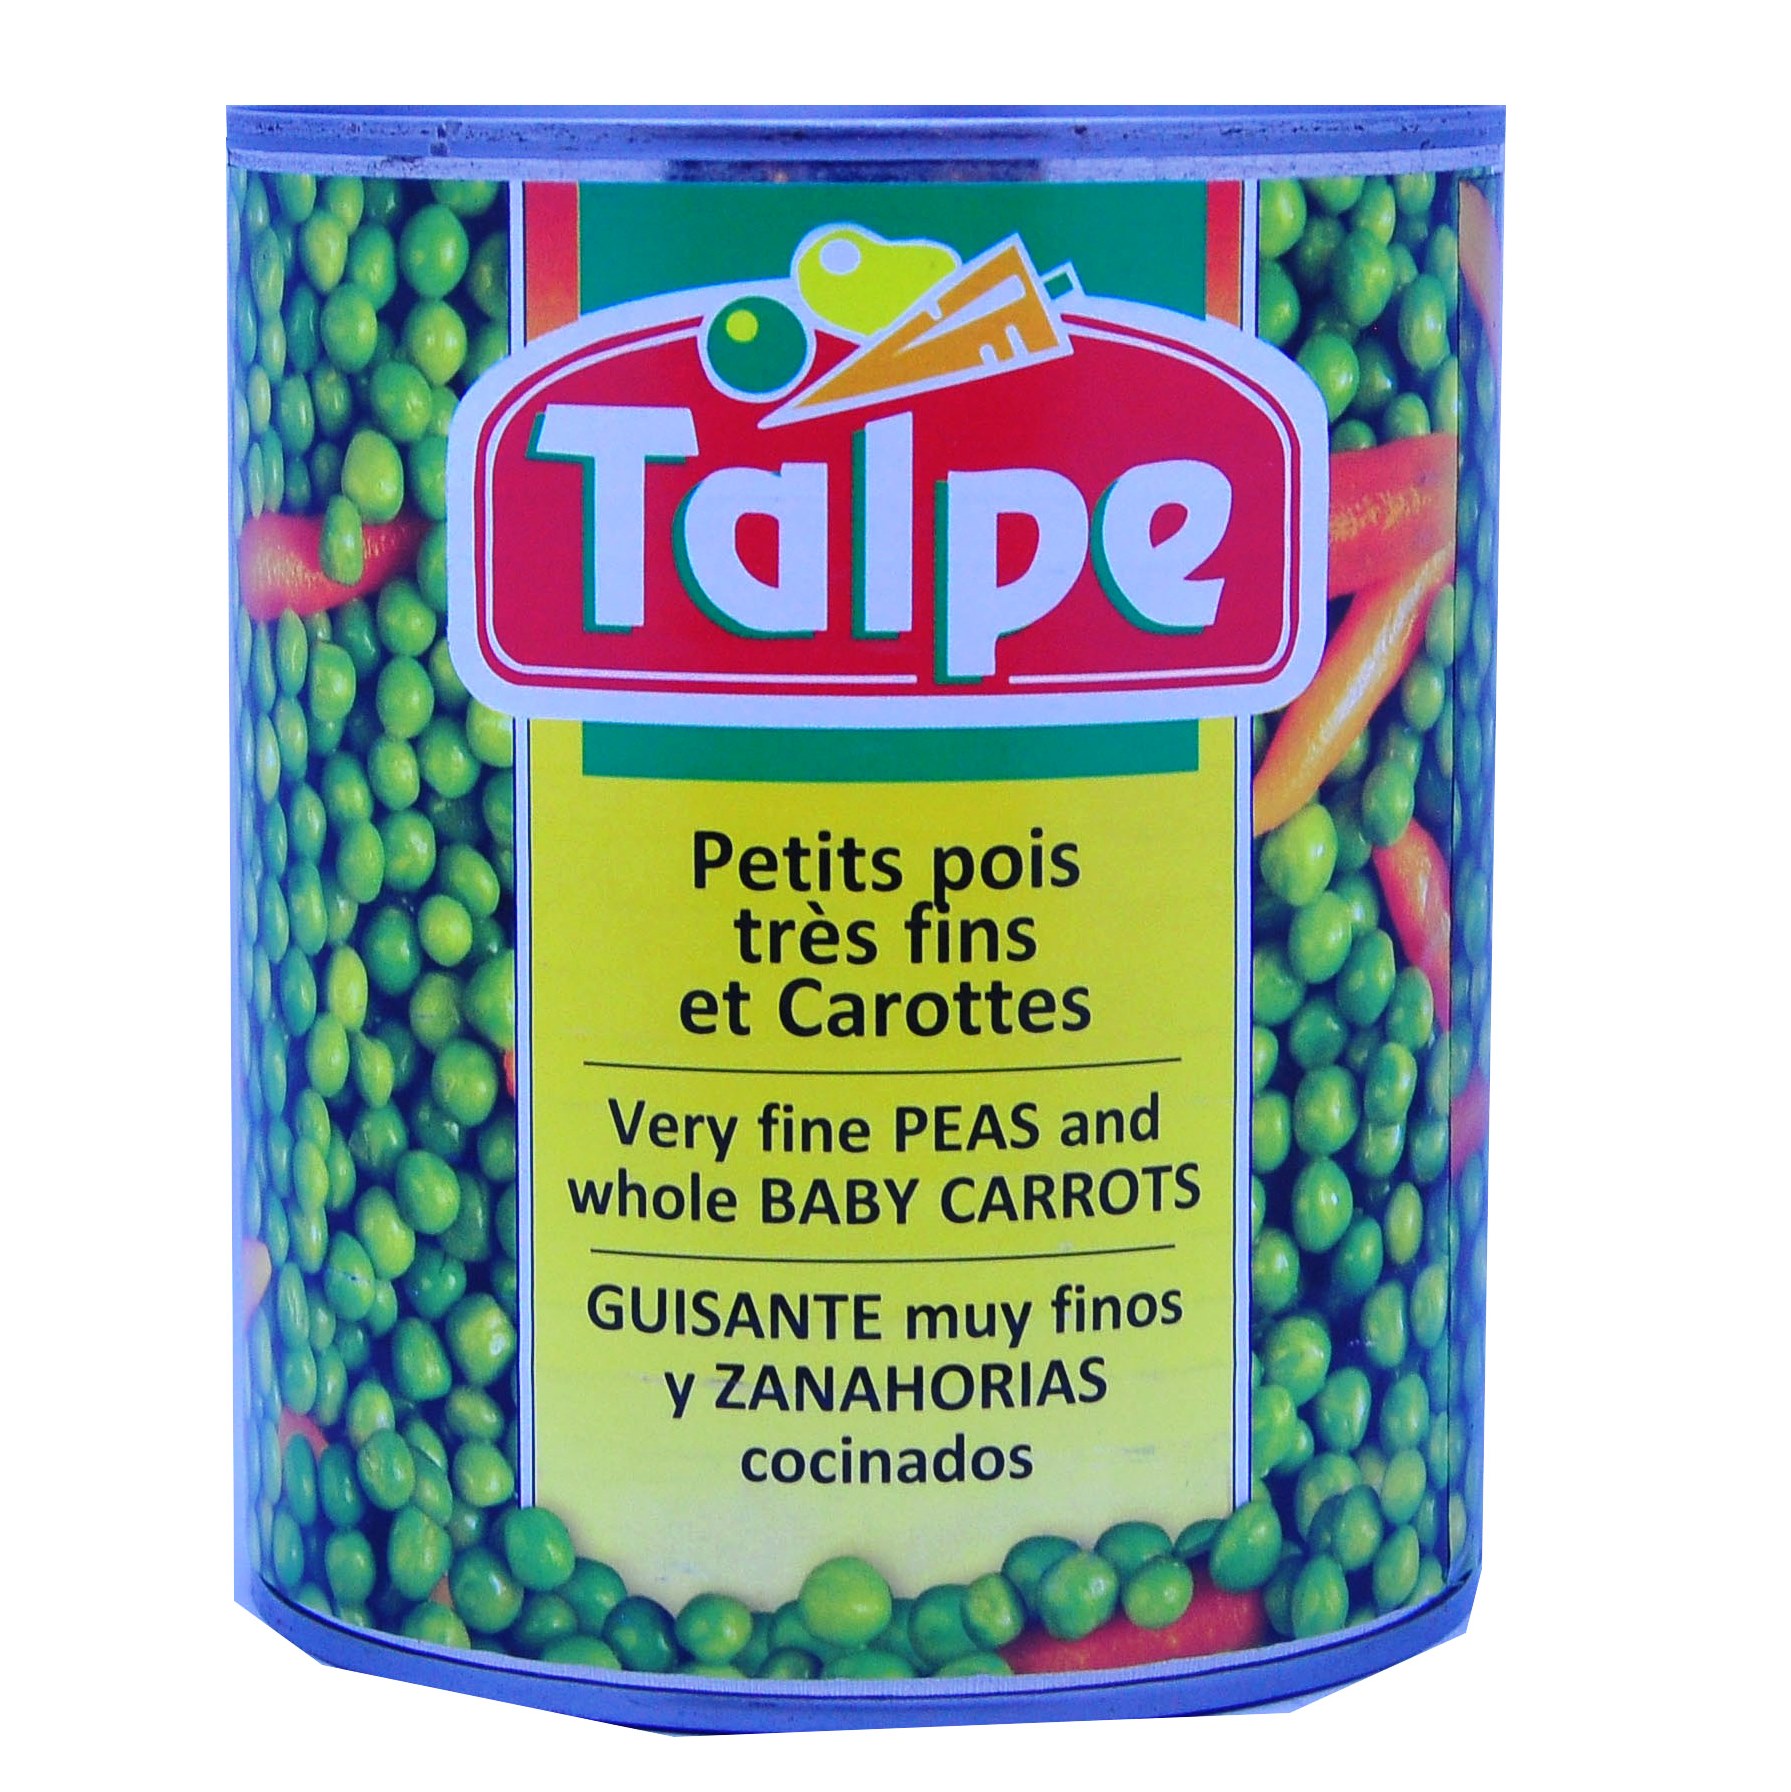 Talpe
Petits pois
très fins
et Carottes
Very fine PEAS and
whole BABY CARROTS
GUISANTE muy finos
y ZANAHORIAS
cocinados